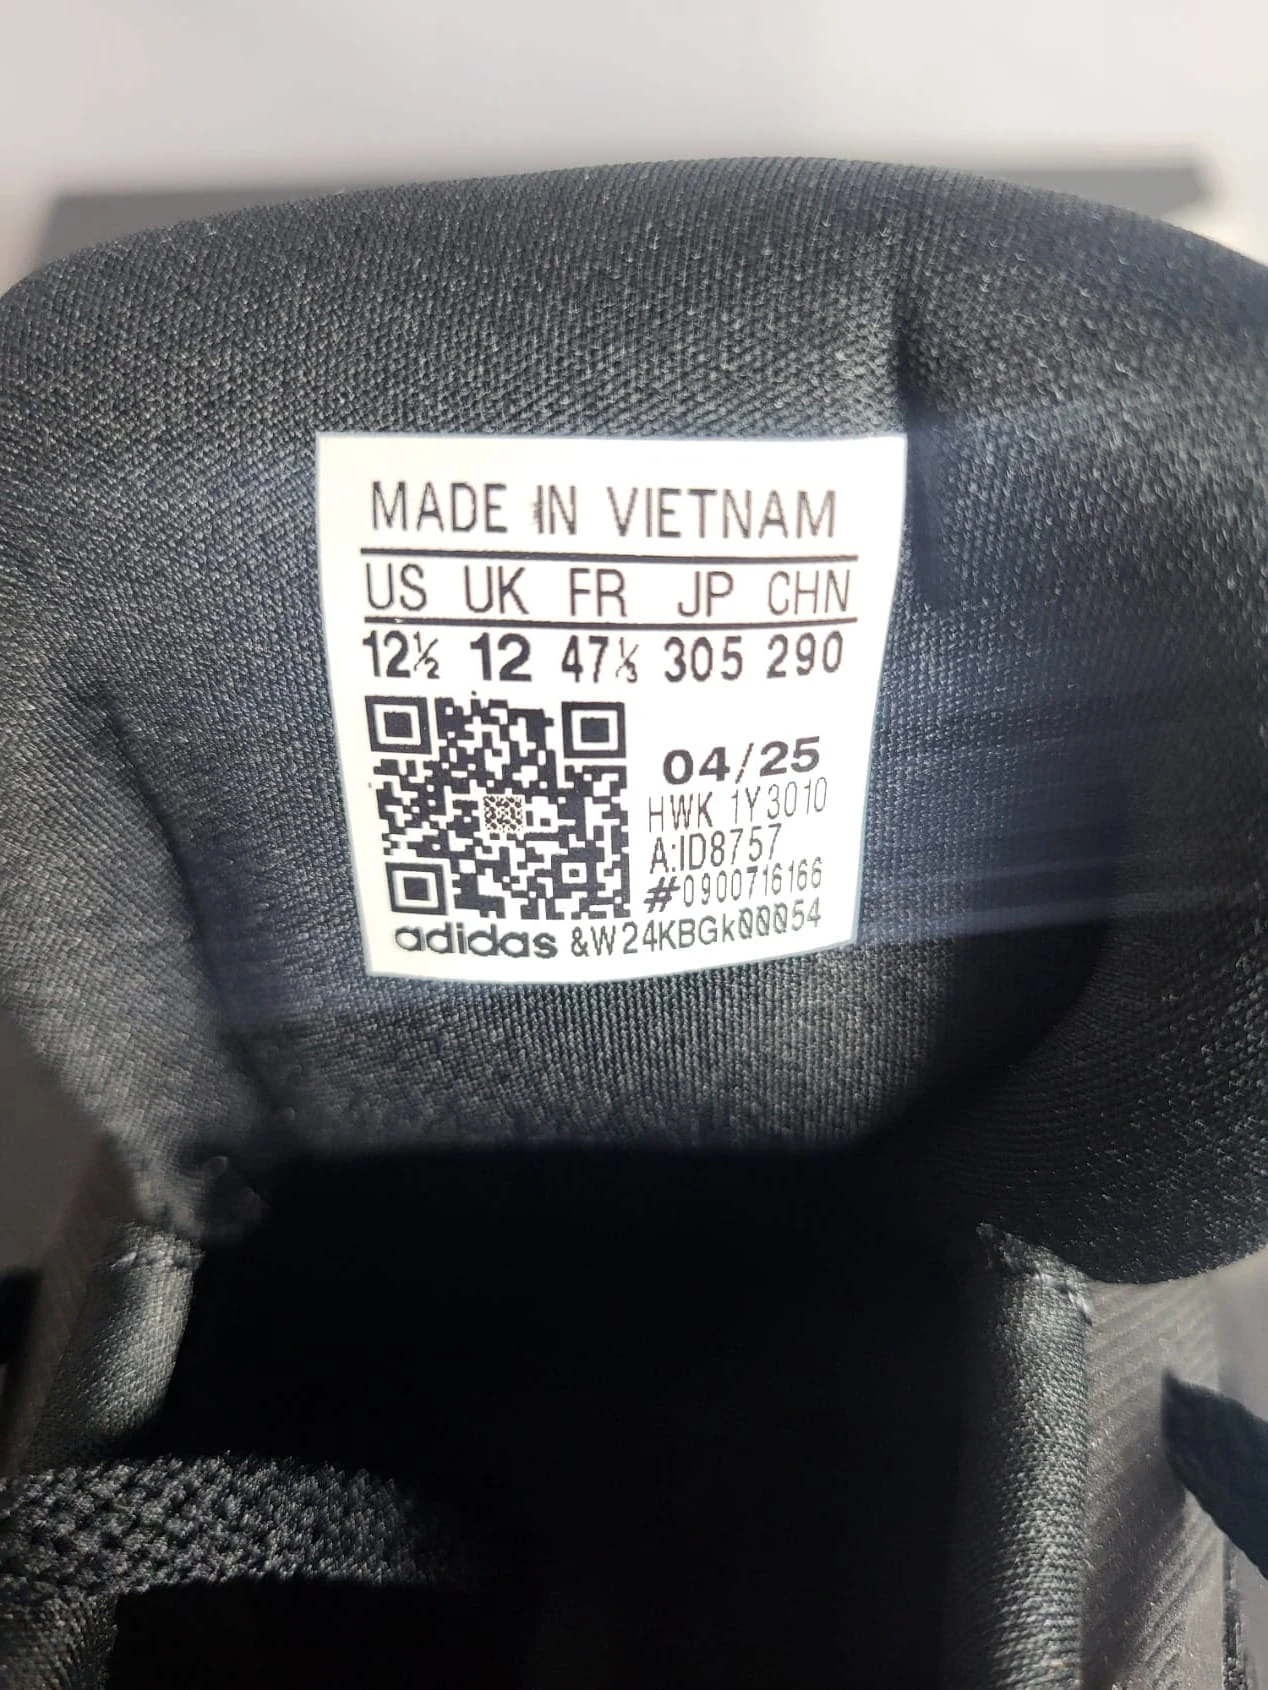 MADE IN VIETNAM
US UK FR JP CHN
12½ 12 47⅓ 305 290
04/25
HWK 1Y3010
A:ID8757
#0900716166
adidas &W24KBGk00054